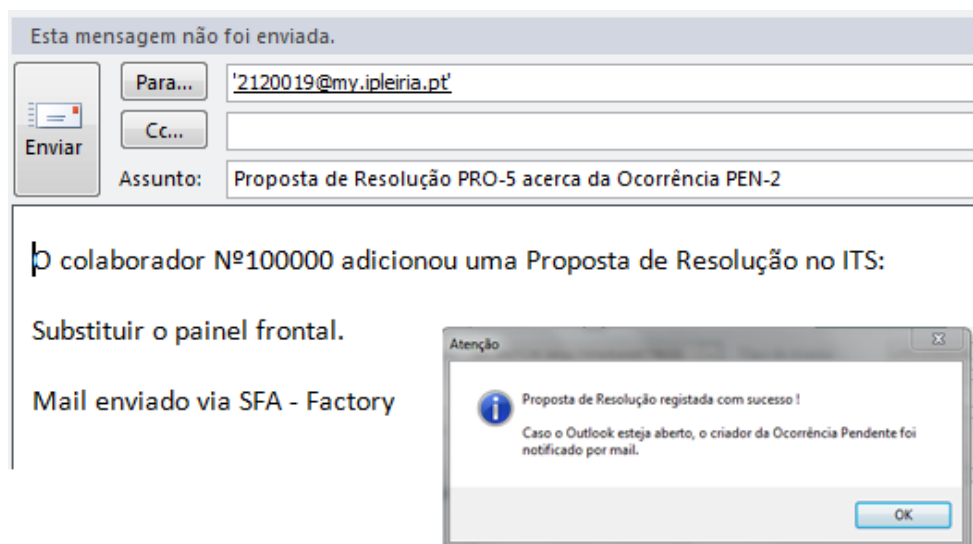 Esta mensagem não foi enviada.
Para...
'2120019@my.ipleiria.pt'
Cc...
Enviar
Assunto:
Proposta de Resolução PRO-5 acerca da Ocorrência PEN-2
O colaborador Nº100000 adicionou uma Proposta de Resolução no ITS:
Substituir o painel frontal.
Mail enviado via SFA - Factory
Atenção
Proposta de Resolução registada com sucesso !
Caso o Outlook esteja aberto, o criador da Ocorrência Pendente foi
notificado por mail.
OK